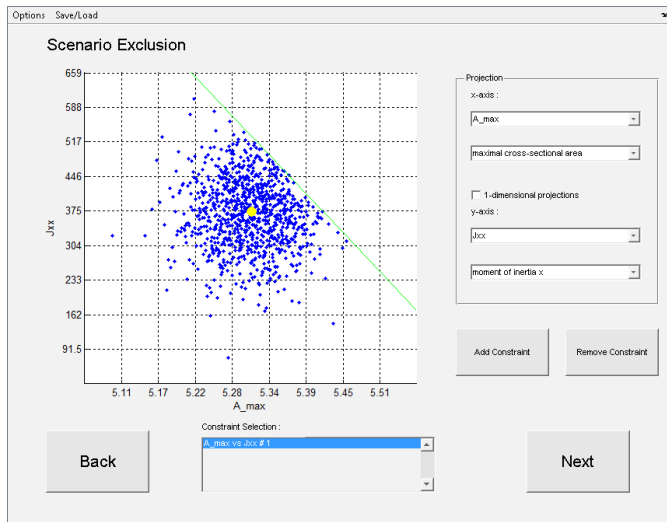 Options Save/Load
Scenario Exclusion
659
588
517
446
375
304
233
162
91.5
Jxx
5.11 5.17 5.22 5.28 5.34 5.39 5.45 5.51
A_max
Projection
x-axis :
A_max
maximal cross-sectional area
1-dimensional projections
y-axis :
Jxx
moment of inertia x
Add Constraint Remove Constraint
Constraint Selection :
A_max vs Jxx # 1
Back
Next